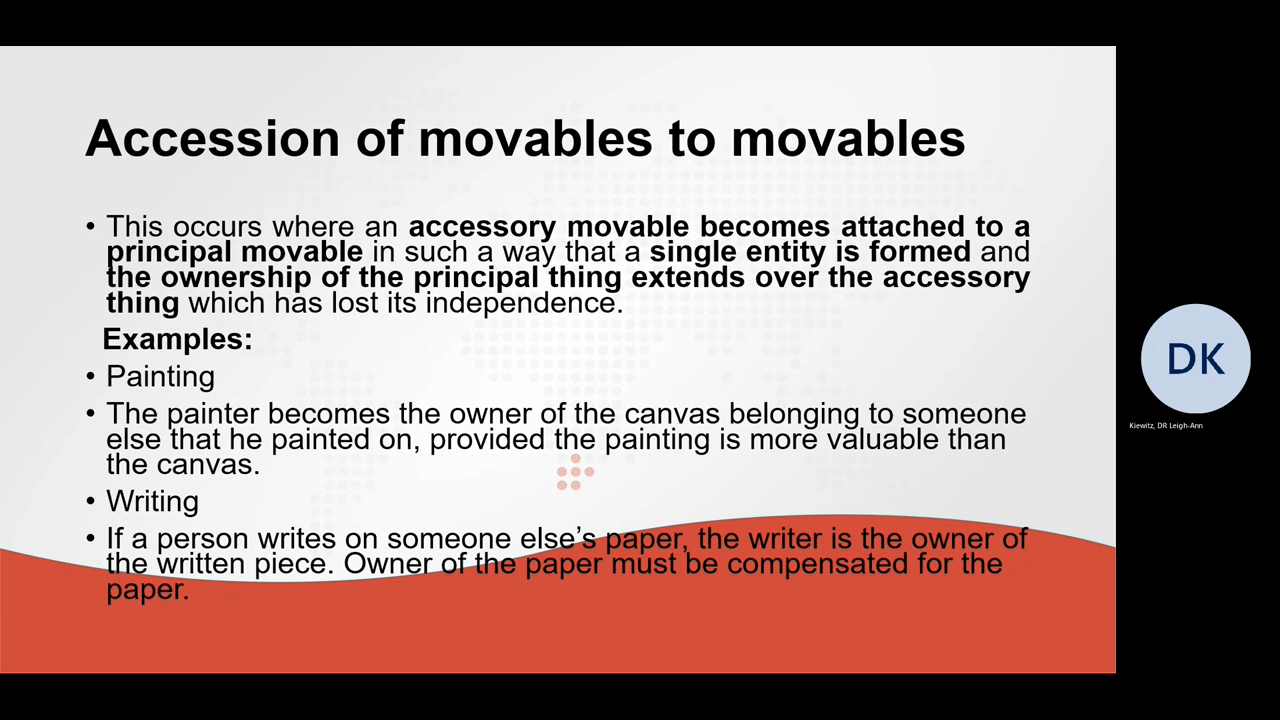 Accession of movables to movables
• This occurs where an accessory movable becomes attached to a
principal movable in such a way that a single entity is formed and
the ownership of the principal thing extends over the accessory
thing which has lost its independence.
Examples:
• Painting
• The painter becomes the owner of the canvas belonging to someone
else that he painted on, provided the painting is more valuable than
the canvas.
• Writing
• If a person writes on someone else’s paper, the writer is the owner of
the written piece. Owner of the paper must be compensated for the
paper.
DK
Kiewitz, DR Leigh-Ann